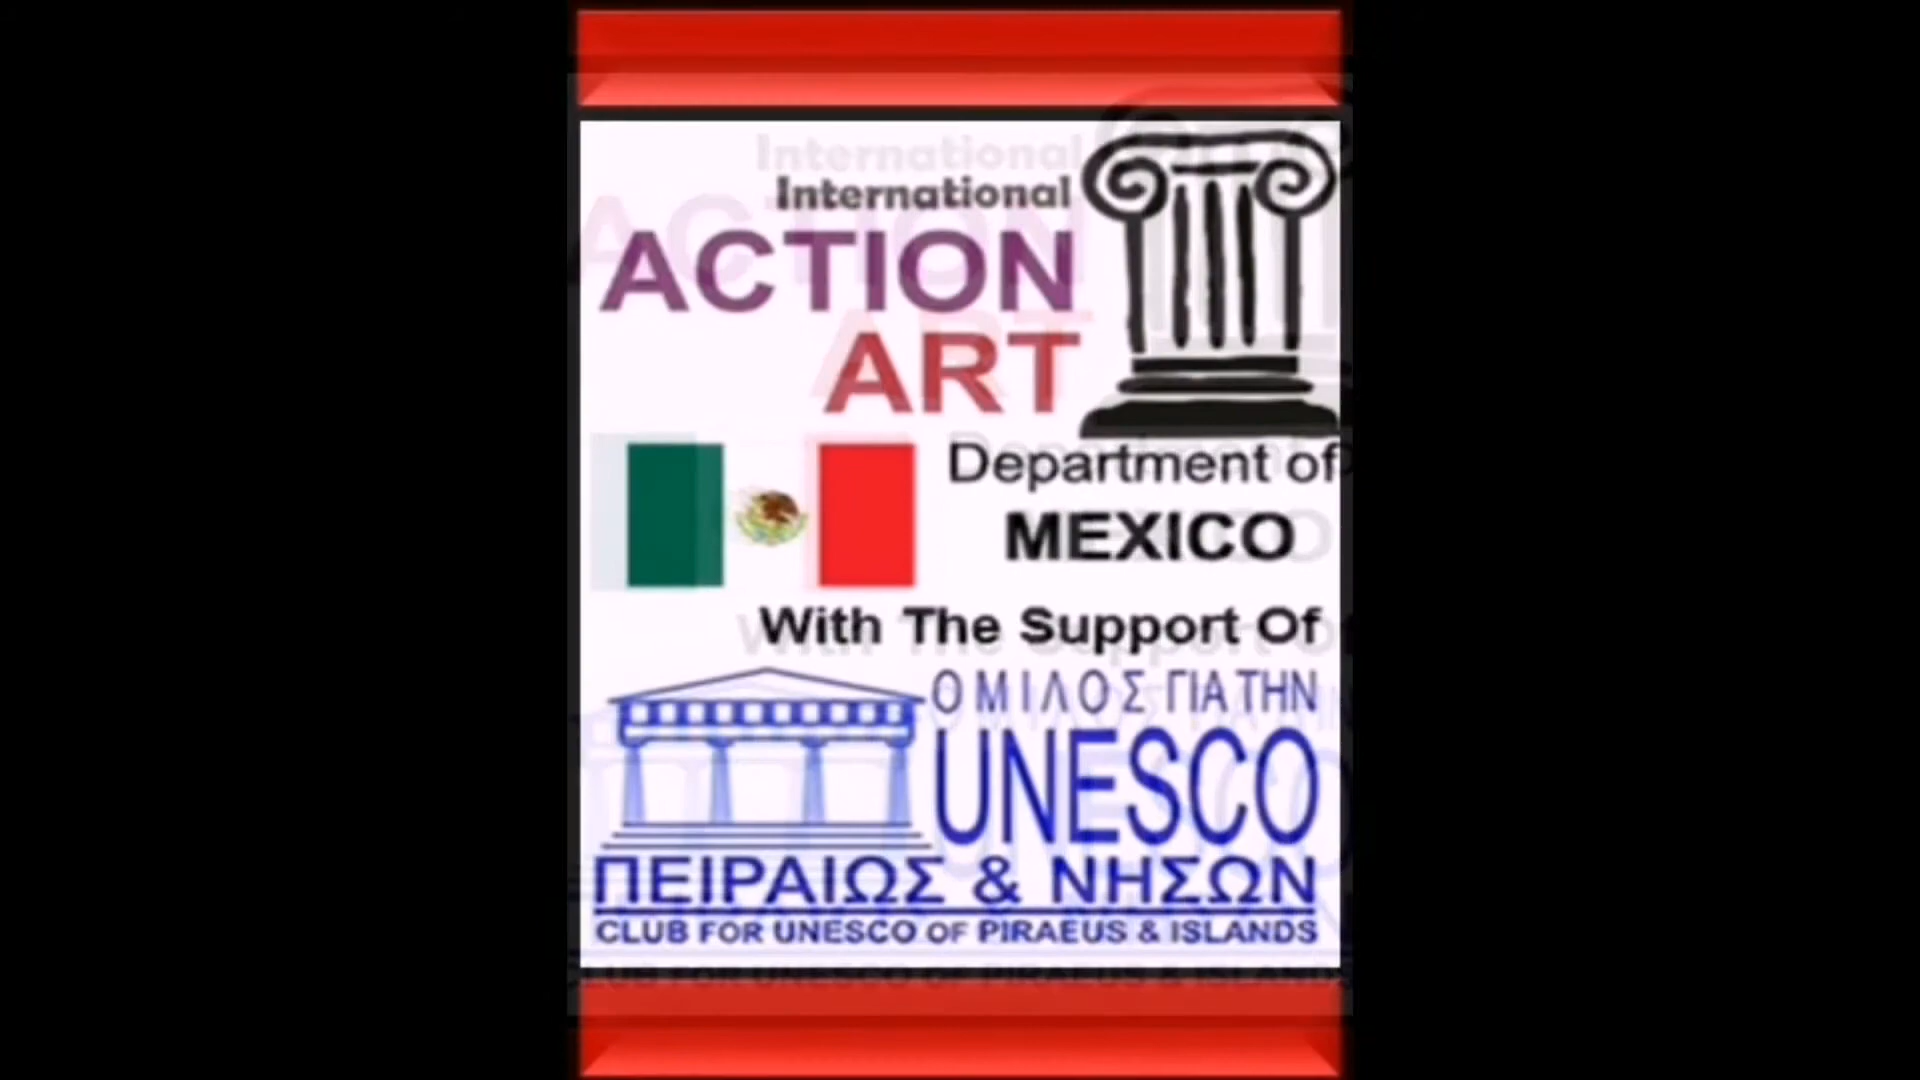 International
ACTION
ART
Department of
MEXICO
With The Support Of
ΟΜΙΛΟΣ ΓΙΑ ΤΗΝ
UNESCO
ΠΕΙΡΑΙΩΣ & ΝΗΣΩΝ
CLUB FOR UNESCO OF PIRAEUS & ISLANDS